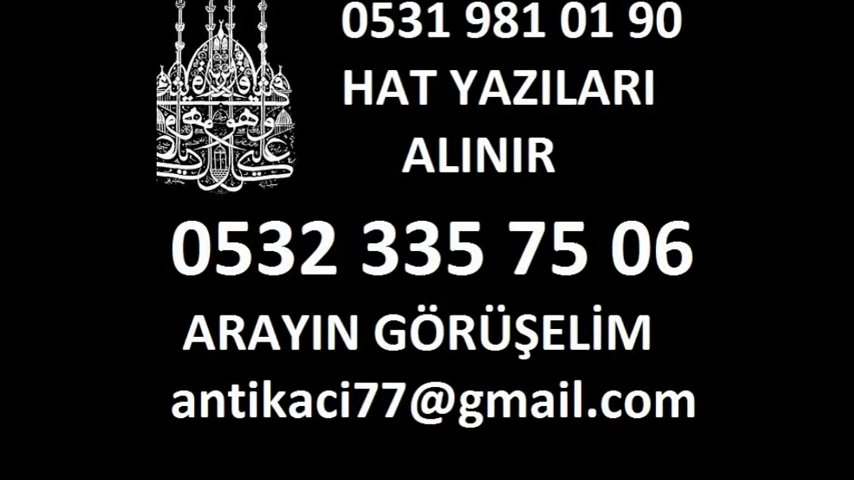 0531 981 01 90
HAT YAZILARI
ALINIR
0532 335 75 06
ARAYIN GÖRÜŞELİM
antikaci77@gmail.com